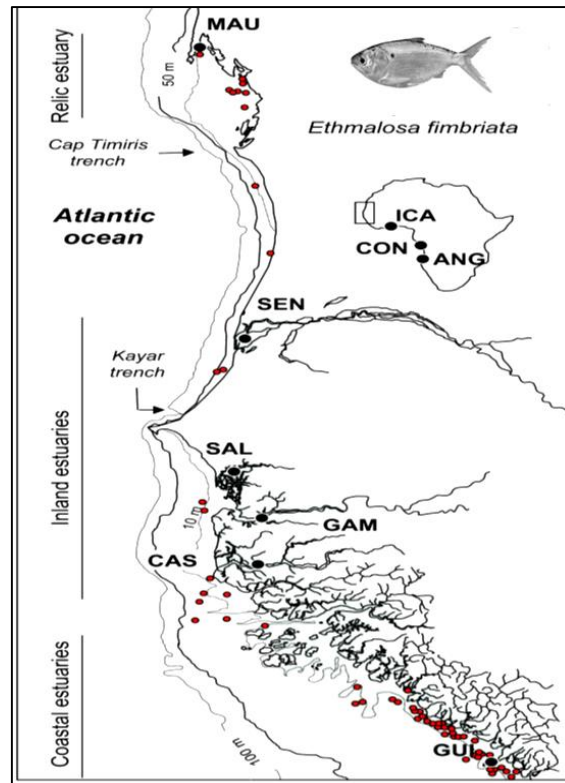 MAU
Relic estuary
50 m
Cap Timiris
trench
Ethmalosa fimbriata
Atlantic
ocean
ICA
CON
ANG
SEN
Kayar
trench
Inland estuaries
SAL
10 m
GAM
CAS
Coastal estuaries
GUI
100 m